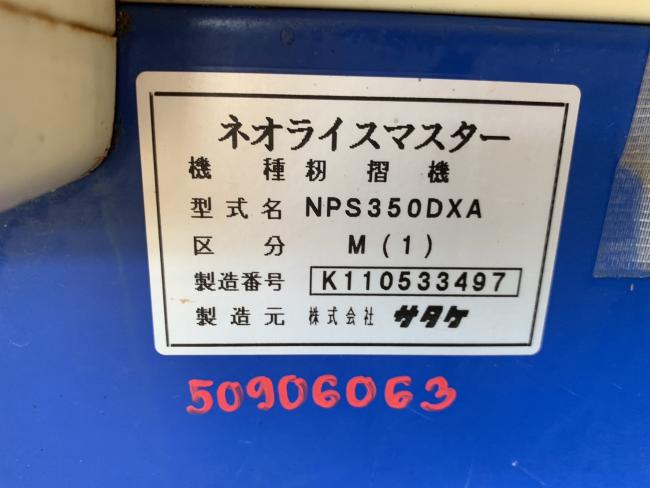 ネオライスマスター
機種 籾摺機
型式名 NPS350DXA
区分 M(1)
製造番号 K110533497
製造元 株式会社 サタケ
50906063